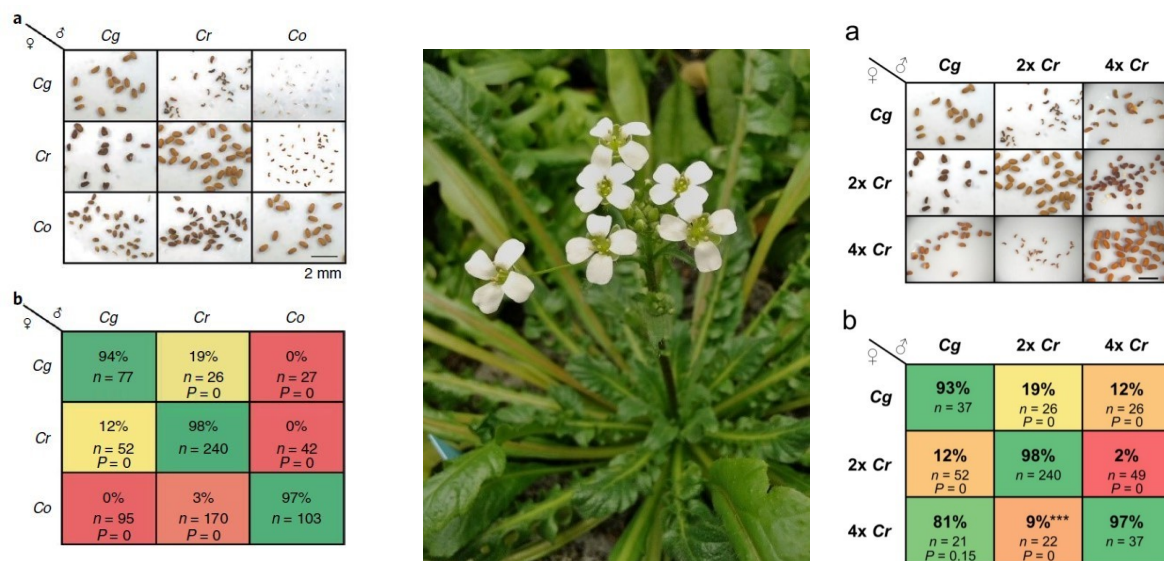 a
♀ ♂ Cg Cr Co
Cg
Cr
Co
2 mm
b
♀ ♂ Cg Cr Co
Cg 94% 19% 0%
n = 77 n = 26 n = 27
P = 0 P = 0
Cr 12% 98% 0%
n = 52 n = 240 n = 42
P = 0 P = 0
Co 0% 3% 97%
n = 95 n = 170 n = 103
P = 0 P = 0
a
♀ ♂ Cg 2x Cr 4x Cr
Cg
2x Cr
4x Cr
b
♀ ♂ Cg 2x Cr 4x Cr
Cg 93% 19% 12%
n = 37 n = 26 n = 26
P = 0 P = 0
2x Cr 12% 98% 2%
n = 52 n = 240 n = 49
P = 0 P = 0
4x Cr 81% 9%*** 97%
n = 21 n = 22 n = 37
P = 0.15 P = 0